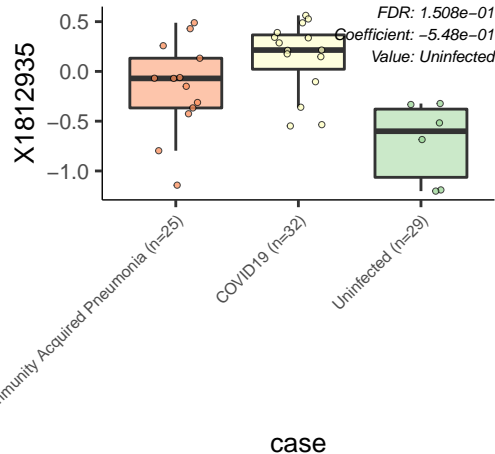 FDR: 1.508e−01
Coefficient: −5.48e−01
Value: Uninfected
X1812935
0.5
0.0
−0.5
−1.0
Acquired Pneumonia (n=25)
COVID19 (n=32)
Uninfected (n=29)
case